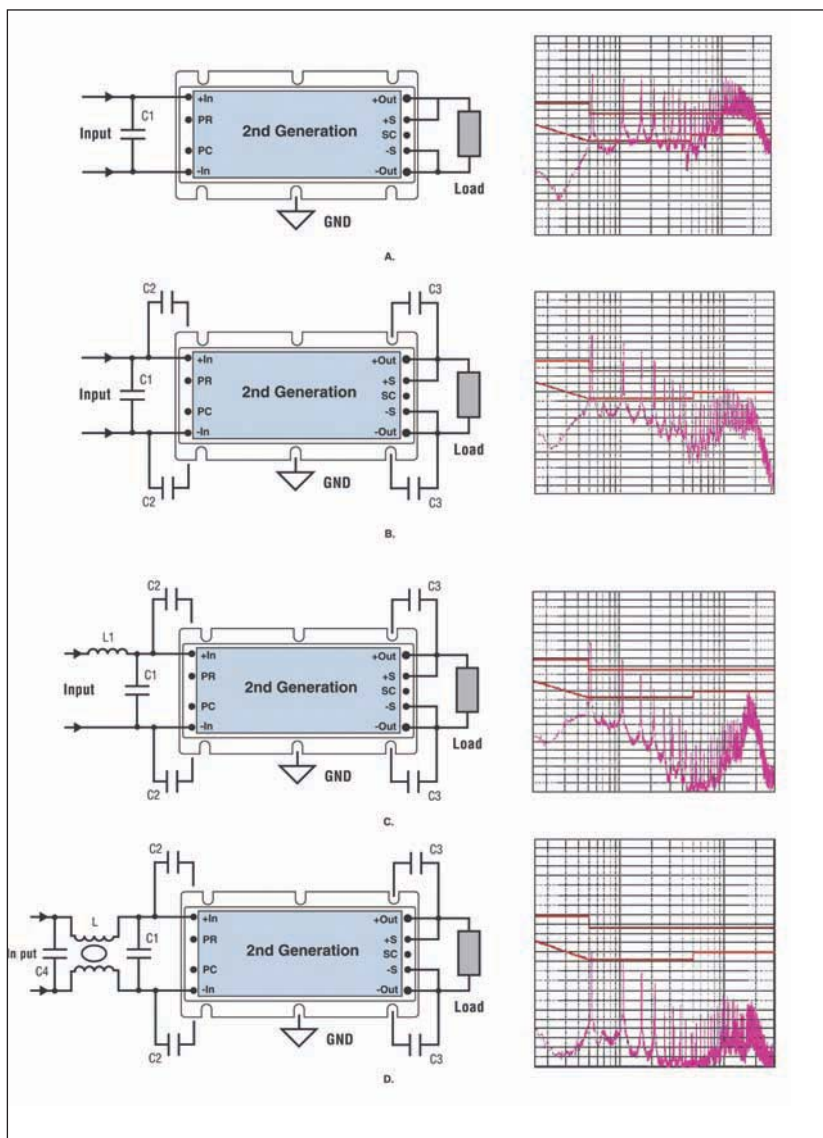 C1
Input
+In
PR
PC
-In
2nd Generation
+Out
+S
SC
-S
-Out
Load
GND
A.
C2
C3
C1
Input
+In
PR
PC
-In
2nd Generation
+Out
+S
SC
-S
-Out
Load
C2
GND
C3
B.
C2
C3
L1
C1
Input
+In
PR
PC
-In
2nd Generation
+Out
+S
SC
-S
-Out
Load
C2
GND
C3
C.
C2
C3
L
C1
In put
C4
+In
PR
PC
-In
2nd Generation
+Out
+S
SC
-S
-Out
Load
C2
GND
C3
D.